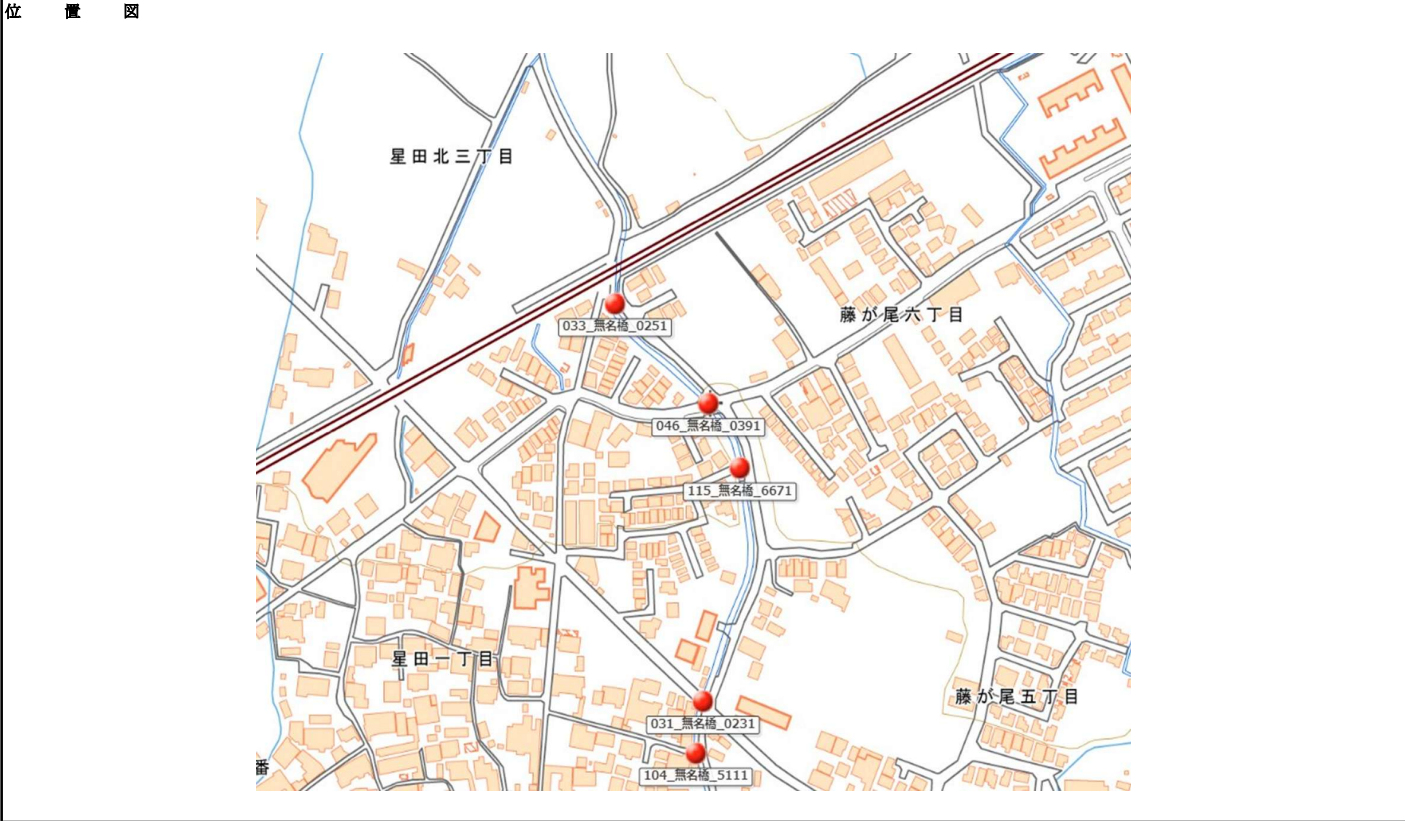 位 置 図
星田北三丁目
藤が尾六丁目
033_無名橋_0251
046_無名橋_0391
115_無名橋_6671
星田一丁目
藤が尾五丁目
031_無名橋_0231
番
104_無名橋_5111